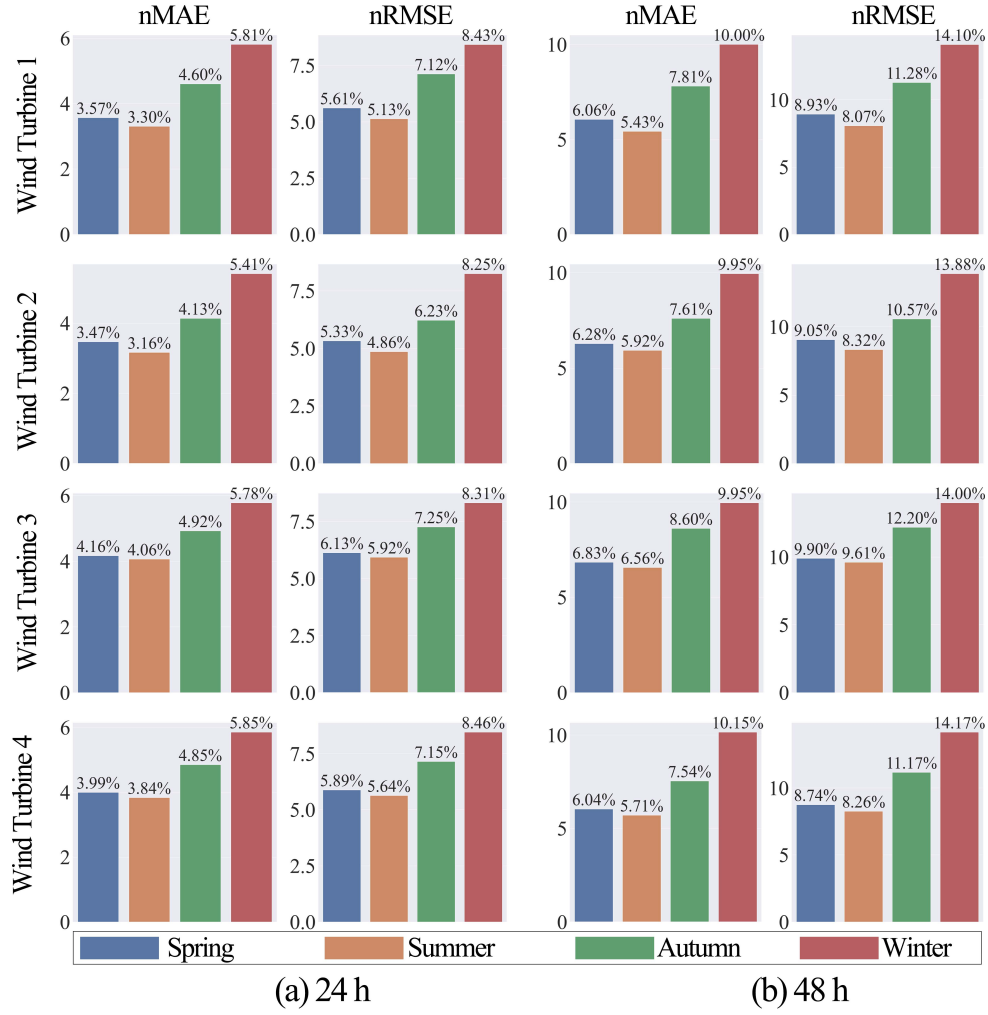 nMAE nRMSE nMAE nRMSE
Wind Turbine 1
6 4 2 0
3.57% 3.30% 4.60% 5.81%
7.5 5.0 2.5 0.0
5.61% 5.13% 7.12% 8.43%
10 5 0
6.06% 5.43% 7.81% 10.00%
10 5 0
8.93% 8.07% 11.28% 14.10%
Wind Turbine 2
4 2 0
3.47% 3.16% 4.13% 5.41%
7.5 5.0 2.5 0.0
5.33% 4.86% 6.23% 8.25%
10 5 0
6.28% 5.92% 7.61% 9.95%
10 5 0
9.05% 8.32% 10.57% 13.88%
Wind Turbine 3
6 4 2 0
4.16% 4.06% 4.92% 5.78%
7.5 5.0 2.5 0.0
6.13% 5.92% 7.25% 8.31%
10 5 0
6.83% 6.56% 8.60% 9.95%
10 5 0
9.90% 9.61% 12.20% 14.00%
Wind Turbine 4
6 4 2 0
3.99% 3.84% 4.85% 5.85%
7.5 5.0 2.5 0.0
5.89% 5.64% 7.15% 8.46%
10 5 0
6.04% 5.71% 7.54% 10.15%
10 5 0
8.74% 8.26% 11.17% 14.17%
Spring Summer Autumn Winter
(a) 24 h (b) 48 h